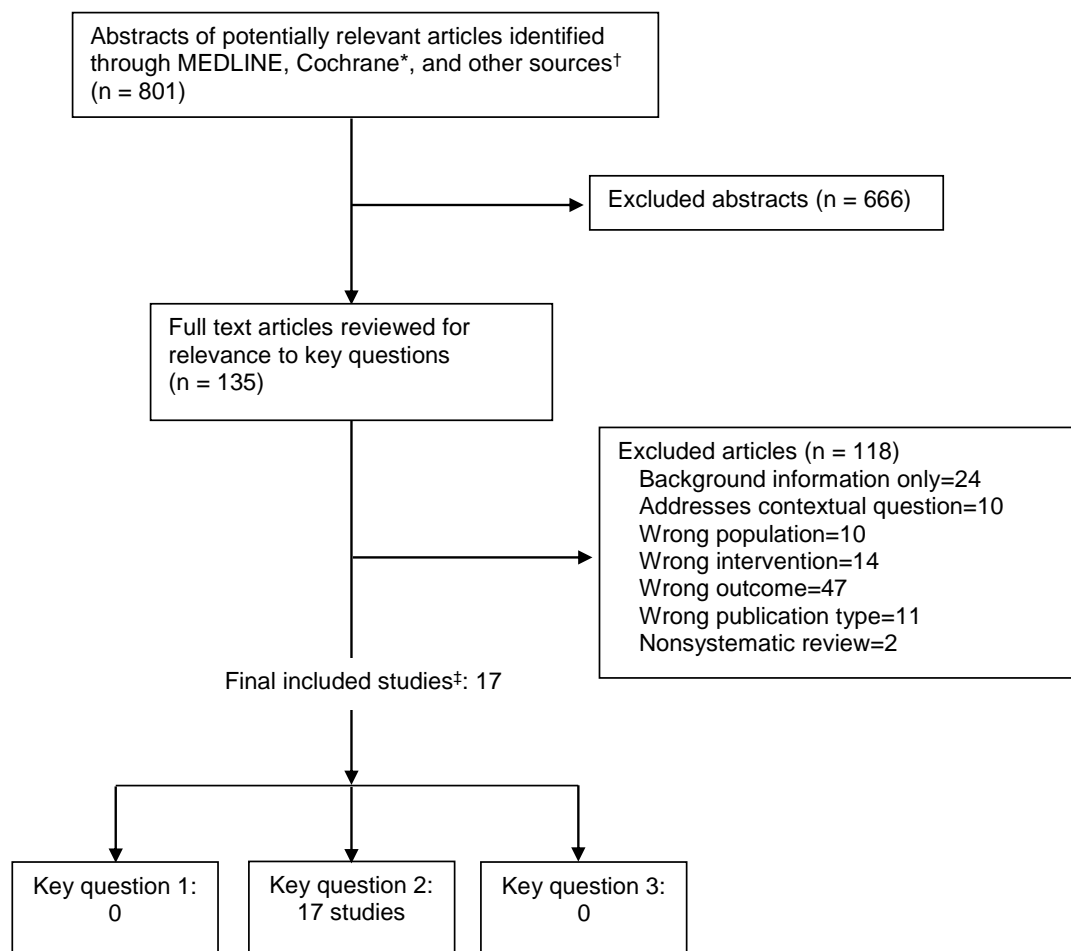 Abstracts of potentially relevant articles identified
through MEDLINE, Cochrane*, and other sources†
(n = 801)
Excluded abstracts (n = 666)
Full text articles reviewed for
relevance to key questions
(n = 135)
Excluded articles (n = 118)
Background information only=24
Addresses contextual question=10
Wrong population=10
Wrong intervention=14
Wrong outcome=47
Wrong publication type=11
Nonsystematic review=2
Final included studies‡: 17
Key question 1:
0
Key question 2:
17 studies
Key question 3:
0